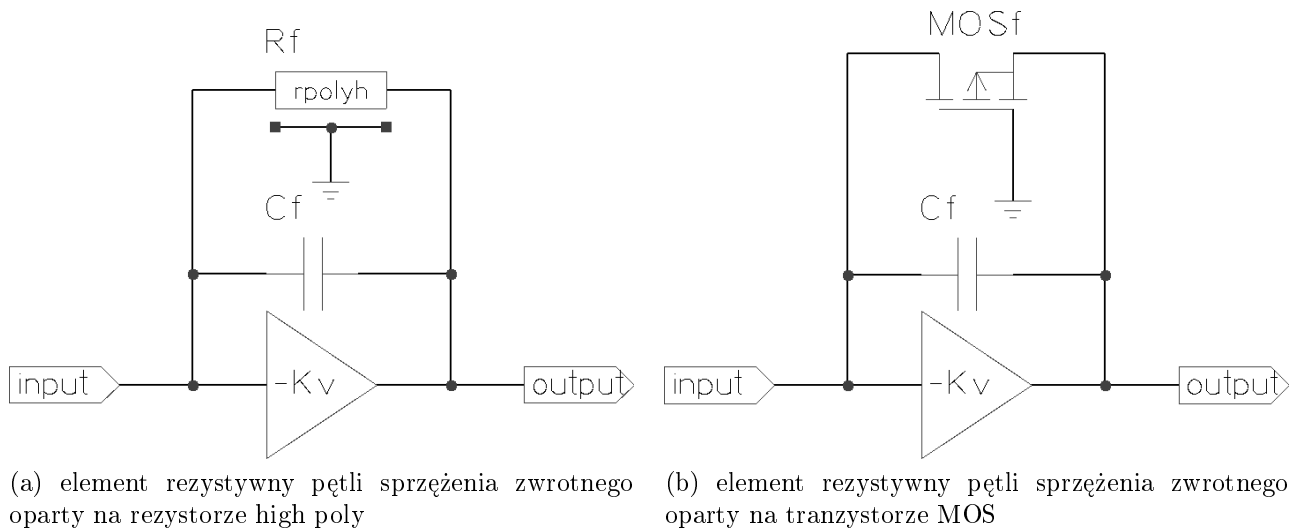 Rf
rpolyh
Cf
-Kv
input
output
(a) element rezystywny pętli sprzężenia zwrotnego
oparty na rezystorze high poly
MOSf
Cf
-Kv
input
output
(b) element rezystywny pętli sprzężenia zwrotnego
oparty na tranzystorze MOS